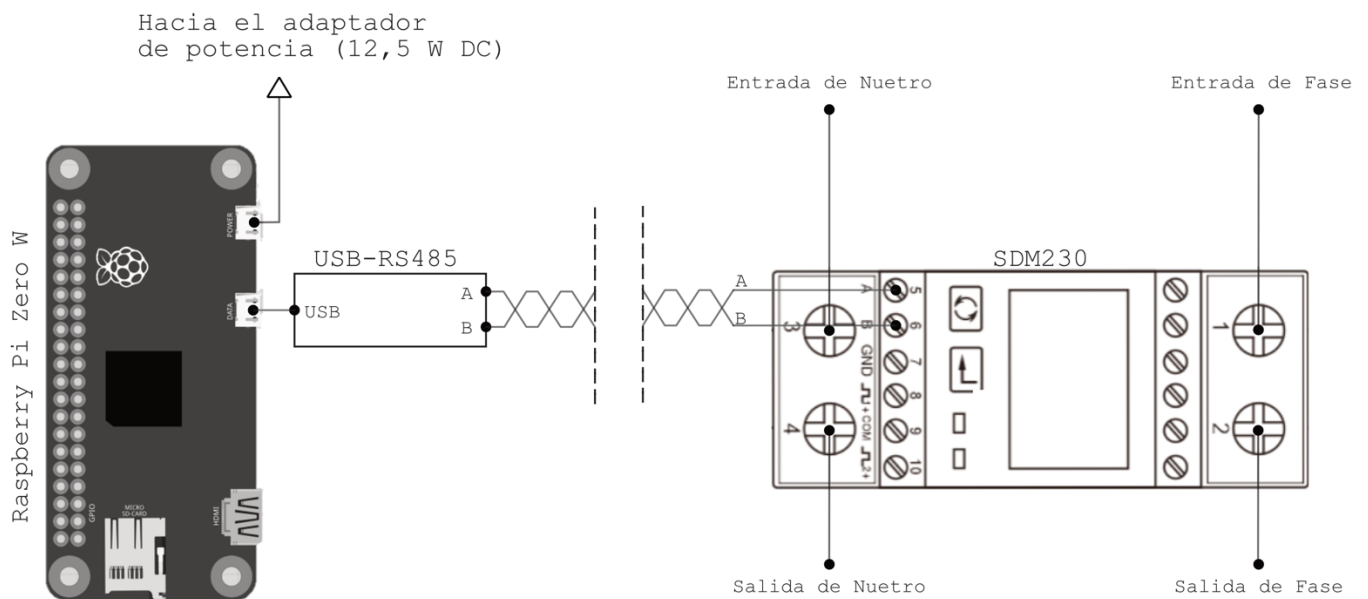 Hacia el adaptador
de potencia (12,5 W DC)
Entrada de Nuetro
Entrada de Fase
Raspberry Pi Zero W
POWER
DATA
GPIO
MICRO
SD-CARD
HDMI
USB-RS485
USB
A
B
A
B
SDM230
3
4
A
B
GND
+
COM
2+
5
6
7
8
9
10
1
2
Salida de Nuetro
Salida de Fase